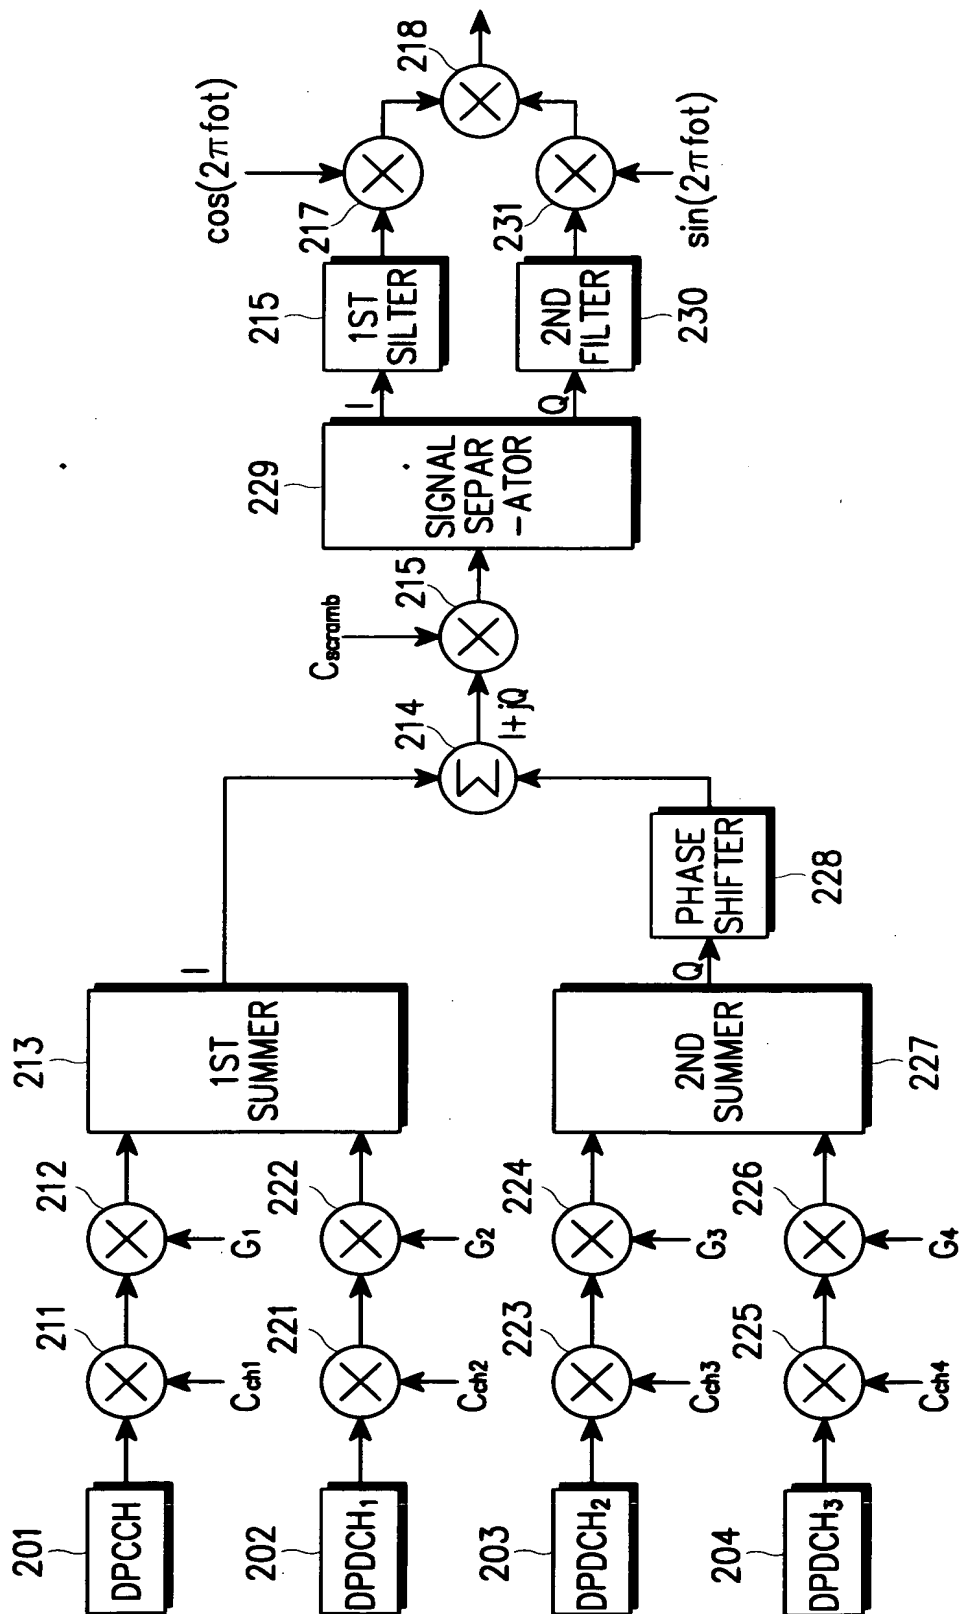 201
DPCCH
211
Cch1
212
G1
213
1ST
SUMMER
I
202
DPDCH1
221
Cch2
222
G2
203
DPDCH2
223
Cch3
224
G3
2ND
SUMMER
227
Q
PHASE
SHIFTER
228
204
DPDCH3
225
Cch4
226
G4
214
Σ
I+jQ
Cscramb
215
229
SIGNAL
SEPAR
-ATOR
I
Q
215
1ST
SILTER
2ND
FILTER
230
cos(2πfot)
217
231
sin(2πfot)
218